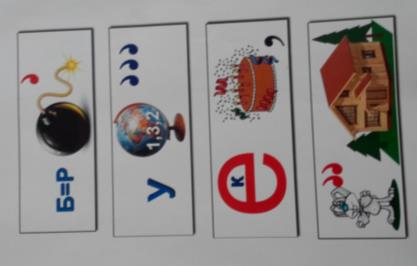 Б=Р ,
У 1,3,2 ,,,
е к ,
,,